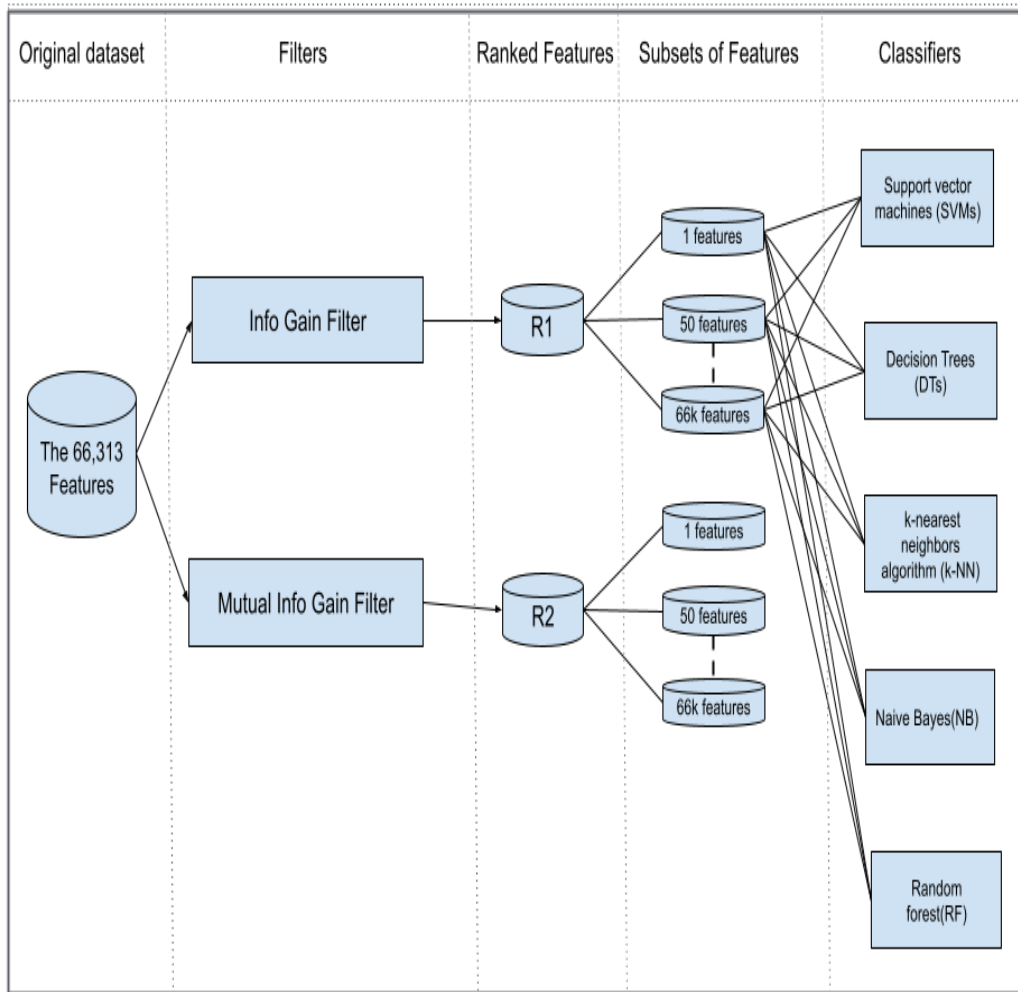 Original dataset
Filters
Ranked Features
Subsets of Features
Classifiers
The 66,313
Features
Info Gain Filter
Mutual Info Gain Filter
R1
R2
1 features
50 features
66k features
1 features
50 features
66k features
Support vector
machines (SVMs)
Decision Trees
(DTs)
k-nearest
neighbors
algorithm (k-NN)
Naive Bayes(NB)
Random
forest(RF)